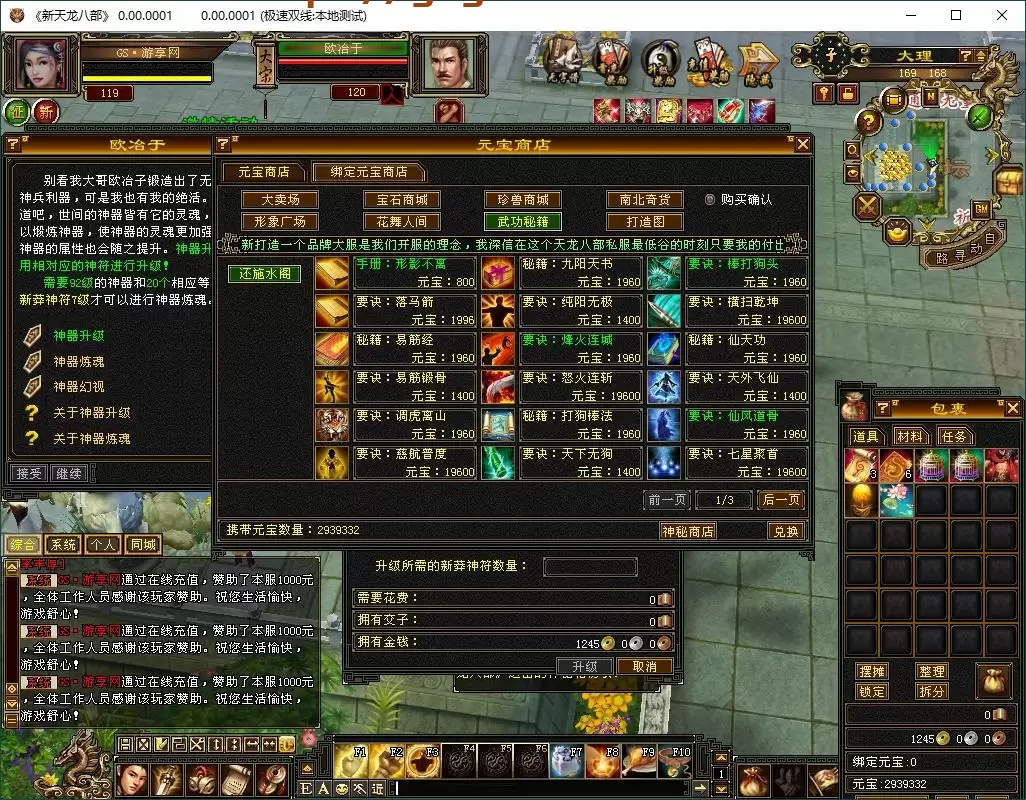 《新天龙八部》 0.00.0001 0.00.0001 (极速双线:本地测试)
GS·游享网
119
大宋
欧冶子
120
子
大理
169 168
N
GM
自动寻路
征
新
欧冶子
别看我大哥欧冶子锻造出了无
神兵利器，可是我也有我的绝活。
道吧，世间的神器皆有它的灵魂，
以煅炼神器，使神器的灵魂更加强
神器的属性也会随之提升。神器升
用相对应的神符进行升级！
需要92级的神器和20个相应等
新莽神符7级才可以进行神器炼魂。
神器升级
神器炼魂
神器幻视
关于神器升级
关于神器炼魂
接受 继续
元宝商店
元宝商店 绑定元宝商店
大卖场 宝石商城 珍兽商城 南北奇货 购买确认
形象广场 花舞人间 武功秘籍 打造图
新打造一个品牌大服是我们开服的理念，我深信在这个天龙八部私服最低谷的时刻只要我的付出
还施水阁
手册：形影不离 秘籍：九阳天书 要诀：棒打狗头
元宝：800 元宝：1960 元宝：1960
要诀：落马箭 要诀：纯阳无极 要诀：横扫乾坤
元宝：1996 元宝：1400 元宝：19600
秘籍：易筋经 要诀：烽火连城 秘籍：仙天功
元宝：1960 元宝：1960 元宝：1960
要诀：易筋锻骨 要诀：怒火连斩 要诀：天外飞仙
元宝：1400 元宝：19600 元宝：1400
要诀：调虎离山 秘籍：打狗棒法 要诀：仙风道骨
元宝：1960 元宝：1960 元宝：1960
要诀：慈航普度 要诀：天下无狗 要诀：七星聚首
元宝：19600 元宝：1400 元宝：19600
前一页 1/3 后一页
携带元宝数量：2939332 神秘商店 兑换
升级所需的新莽神符数量：
需要花费： 0
拥有交子： 0
拥有金钱： 1245 0 0
升级 取消
综合 系统 个人 同城
系统 GS·游享网通过在线充值，赞助了本服1000元
，全体工作人员感谢该玩家赞助。祝您生活愉快，
游戏舒心！
系统 GS·游享网通过在线充值，赞助了本服1000元
，全体工作人员感谢该玩家赞助。祝您生活愉快，
游戏舒心！
系统 GS·游享网通过在线充值，赞助了本服1000元
，全体工作人员感谢该玩家赞助。祝您生活愉快，
游戏舒心！
包裹
道具 材料 任务
3 6
摆摊 整理
锁定 拆分
0
1245 0 0
绑定元宝:0
元宝:2939332
F1 F2 F3 F4 F5 F6 F7 F8 F9 F10
1
E A 近